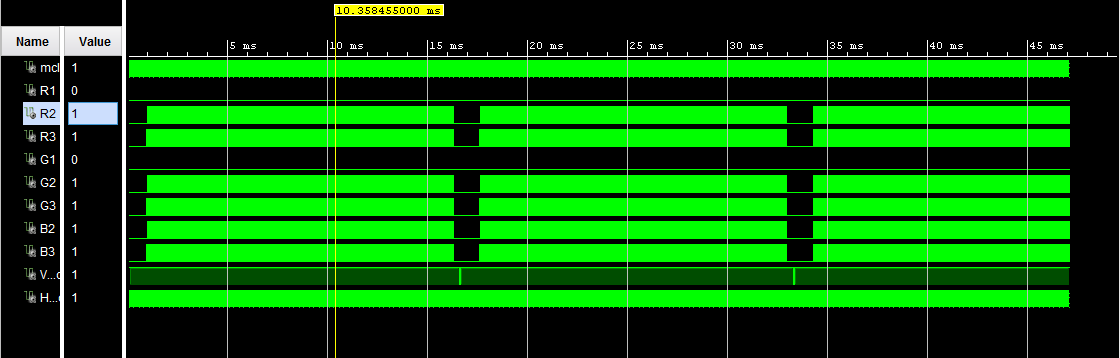 10.358455000 ms
Name Value
5 ms 10 ms 15 ms 20 ms 25 ms 30 ms 35 ms 40 ms 45 ms
mcl 1
R1 0
R2 1
R3 1
G1 0
G2 1
G3 1
B2 1
B3 1
V...c 1
H...c 1